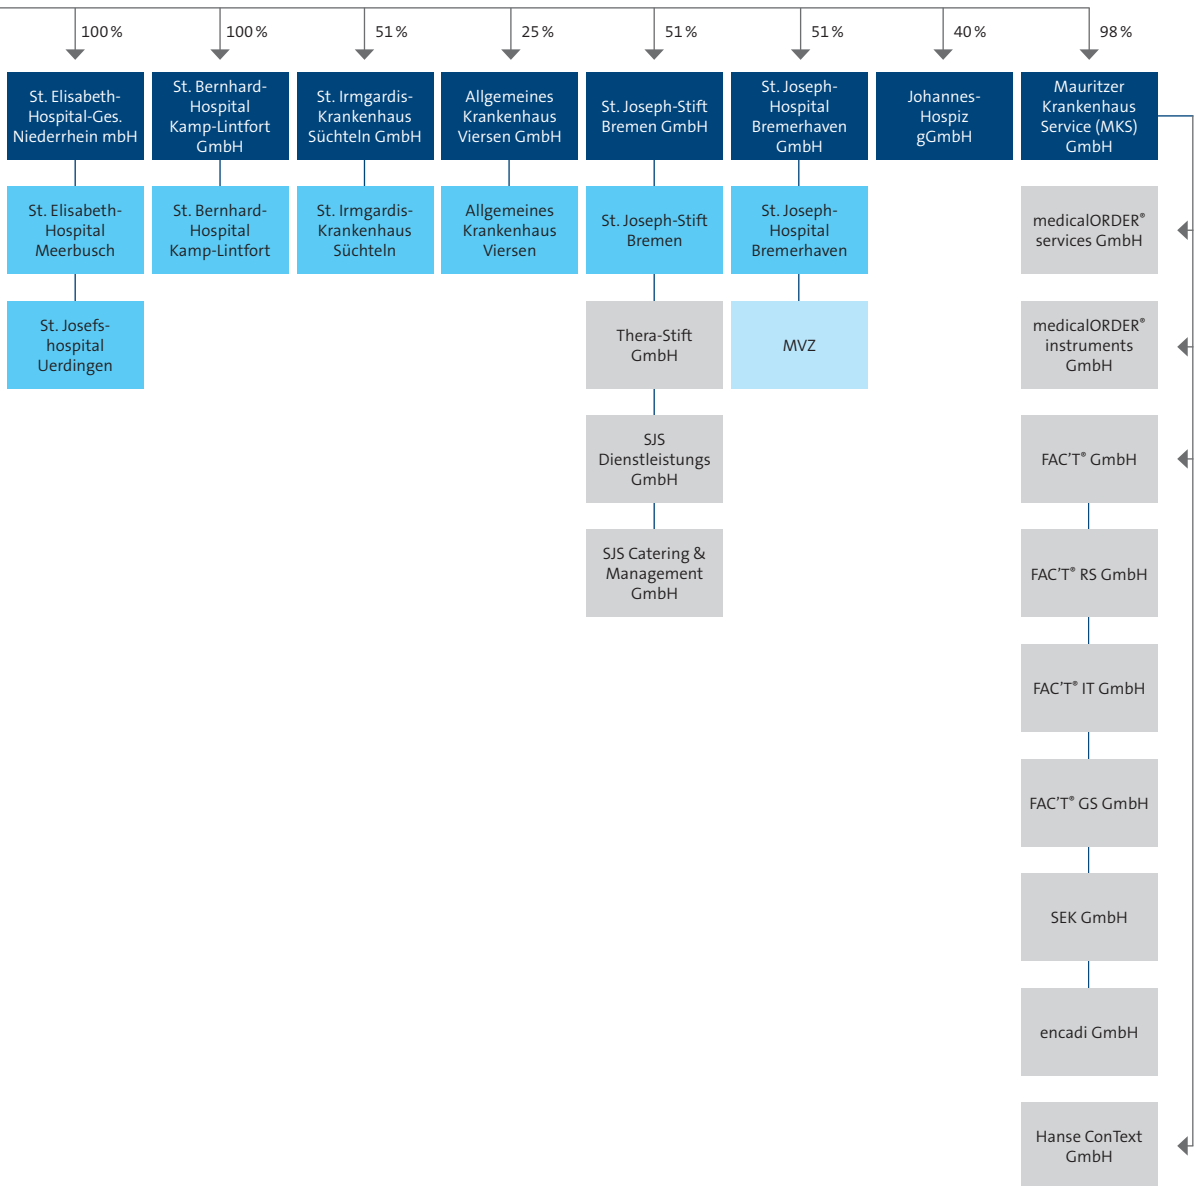 100 %
100 %
51 %
25 %
51 %
51 %
40 %
98 %
St. Elisabeth-
Hospital-Ges.
Niederrhein mbH
St. Bernhard-
Hospital
Kamp-Lintfort
GmbH
St. Irmgardis-
Krankenhaus
Süchteln GmbH
Allgemeines
Krankenhaus
Viersen GmbH
St. Joseph-Stift
Bremen GmbH
St. Joseph-
Hospital
Bremerhaven
GmbH
Johannes-
Hospiz
gGmbH
Mauritzer
Krankenhaus
Service (MKS)
GmbH
St. Elisabeth-
Hospital
Meerbusch
St. Bernhard-
Hospital
Kamp-Lintfort
St. Irmgardis-
Krankenhaus
Süchteln
Allgemeines
Krankenhaus
Viersen
St. Joseph-Stift
Bremen
St. Joseph-
Hospital
Bremerhaven
medicalORDER®
services GmbH
St. Josefs-
hospital
Uerdingen
Thera-Stift
GmbH
MVZ
medicalORDER®
instruments
GmbH
SJS
Dienstleistungs
GmbH
FAC’T® GmbH
SJS Catering &
Management
GmbH
FAC’T® RS GmbH
FAC’T® IT GmbH
FAC’T® GS GmbH
SEK GmbH
encadi GmbH
Hanse ConText
GmbH